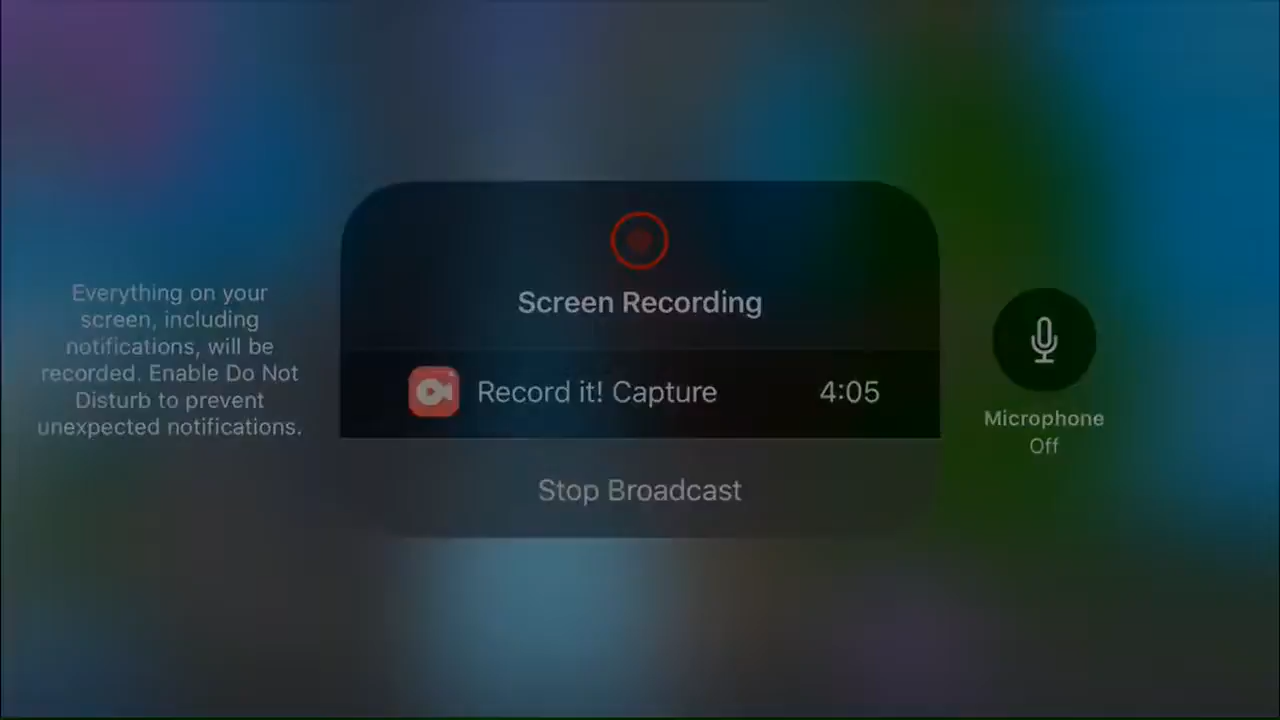 Everything on your
screen, including
notifications, will be
recorded. Enable Do Not
Disturb to prevent
unexpected notifications.
Screen Recording
Record it! Capture 4:05
Stop Broadcast
Microphone
Off